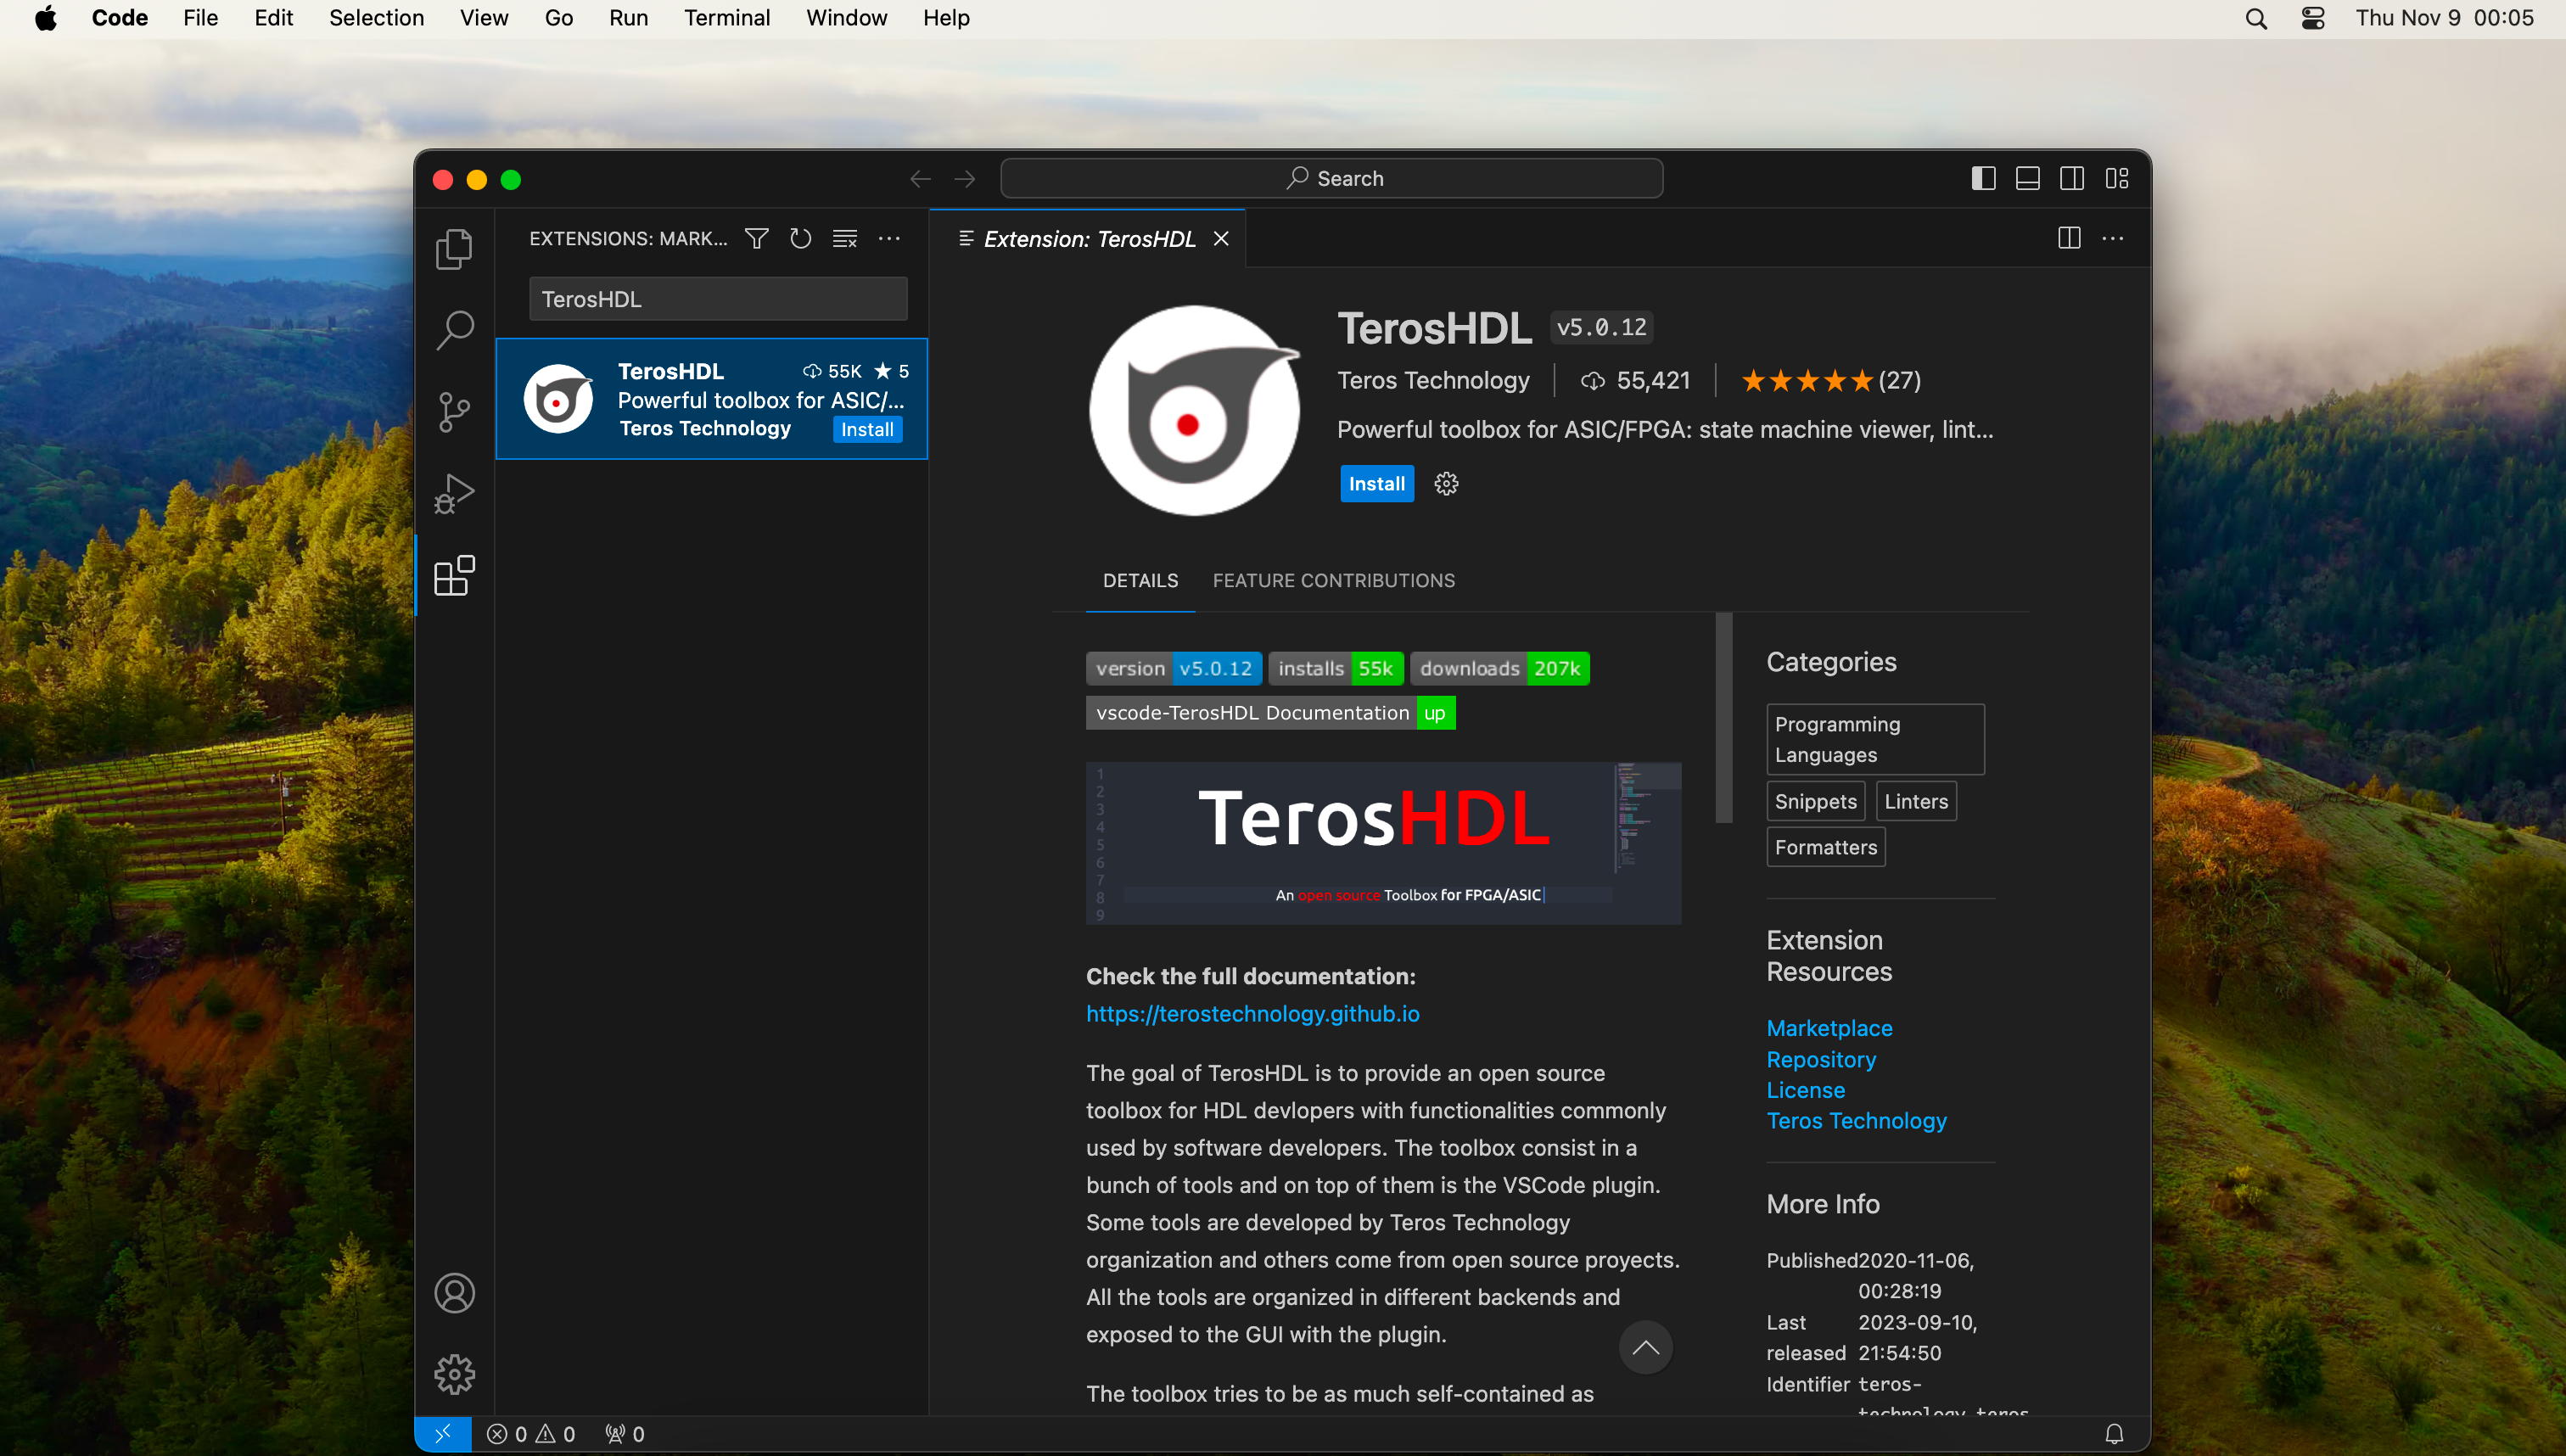 Code File Edit Selection View Go Run Terminal Window Help
Thu Nov 9 00:05
Search
EXTENSIONS: MARK...
TerosHDL
TerosHDL 55K ★ 5
Powerful toolbox for ASIC/...
Teros Technology Install
Extension: TerosHDL
TerosHDL v5.0.12
Teros Technology 55,421 ★★★★★ (27)
Powerful toolbox for ASIC/FPGA: state machine viewer, lint...
Install
DETAILS FEATURE CONTRIBUTIONS
version v5.0.12 installs 55k downloads 207k
vscode-TerosHDL Documentation up
1
2
3
4
5
6
7
8
9
TerosHDL
An open source Toolbox for FPGA/ASIC
Check the full documentation:
https://terostechnology.github.io
The goal of TerosHDL is to provide an open source
toolbox for HDL devlopers with functionalities commonly
used by software developers. The toolbox consist in a
bunch of tools and on top of them is the VSCode plugin.
Some tools are developed by Teros Technology
organization and others come from open source proyects.
All the tools are organized in different backends and
exposed to the GUI with the plugin.
The toolbox tries to be as much self-contained as
Categories
Programming
Languages
Snippets Linters
Formatters
Extension
Resources
Marketplace
Repository
License
Teros Technology
More Info
Published 2020-11-06,
00:28:19
Last 2023-09-10,
released 21:54:50
Identifier teros-
technology.teros
0 0 0